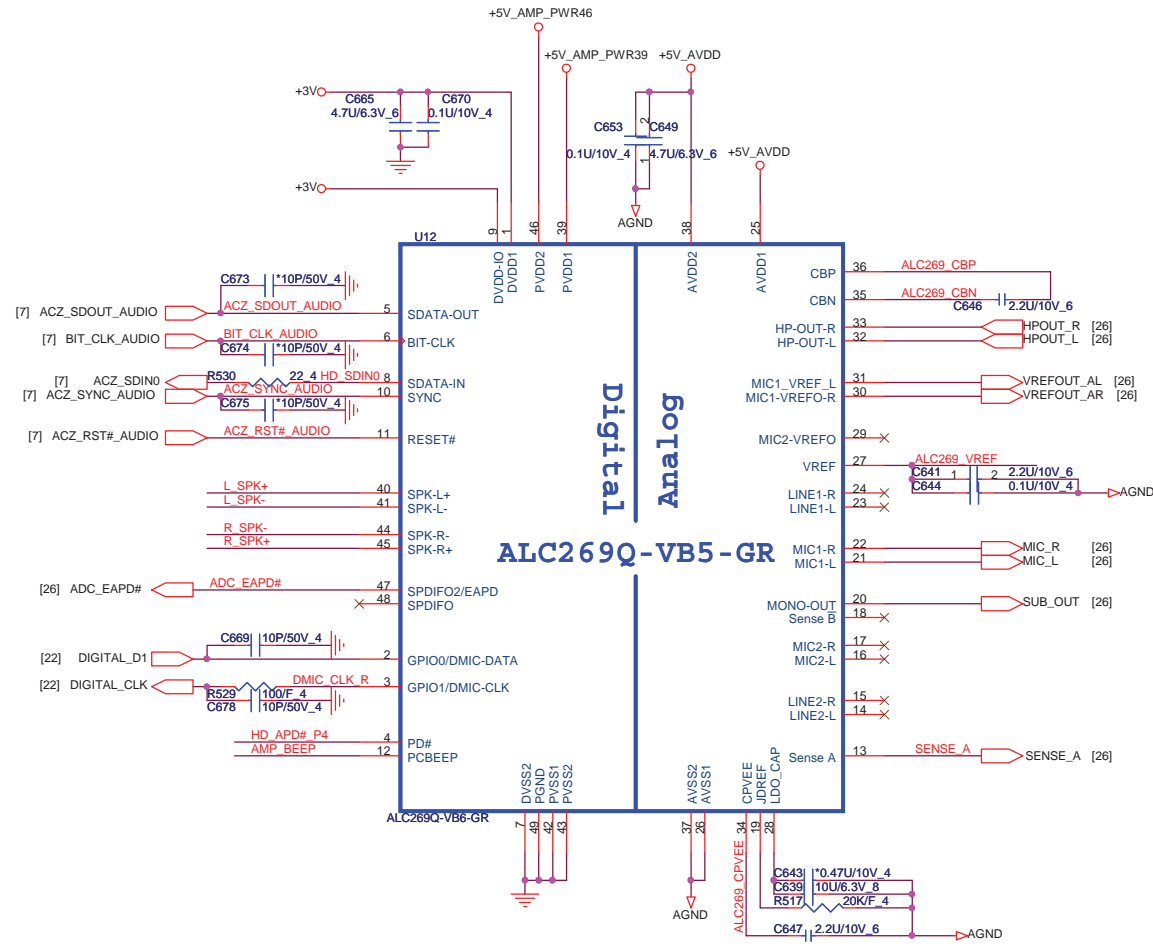 +5V_AMP_PWR46
+5V_AMP_PWR39 +5V_AVDD
+3V
C665
4.7U/6.3V_6
C670
0.1U/10V_4
C653
0.1U/10V_4
2
1
C649
4.7U/6.3V_6
+5V_AVDD
+3V
AGND
U12
9
1
46
39
38
25
DVDD-IO
DVDD1
PVDD2
PVDD1
AVDD2
AVDD1
C673 *10P/50V_4
[7] ACZ_SDOUT_AUDIO ACZ_SDOUT_AUDIO 5 SDATA-OUT
[7] BIT_CLK_AUDIO BIT_CLK_AUDIO 6 BIT-CLK
C674 *10P/50V_4
[7] ACZ_SDIN0 R530 22_4 HD_SDIN0 8 SDATA-IN
[7] ACZ_SYNC_AUDIO ACZ_SYNC_AUDIO 10 SYNC
C675 *10P/50V_4
[7] ACZ_RST#_AUDIO ACZ_RST#_AUDIO 11 RESET#
L_SPK+ 40 SPK-L+
L_SPK- 41 SPK-L-
R_SPK- 44 SPK-R-
R_SPK+ 45 SPK-R+
[26] ADC_EAPD# ADC_EAPD# 47 SPDIFO2/EAPD
48 SPDIFO
C669 10P/50V_4
[22] DIGITAL_D1 2 GPIO0/DMIC-DATA
[22] DIGITAL_CLK DMIC_CLK_R 3 GPIO1/DMIC-CLK
R529 100/F_4
C678 10P/50V_4
HD_APD#_P4 4 PD#
AMP_BEEP 12 PCBEEP
Digital
Analog
ALC269Q-VB5-GR
CBP 36 ALC269_CBP
CBN 35 ALC269_CBN
C646 2.2U/10V_6
HP-OUT-R 33 HPOUT_R [26]
HP-OUT-L 32 HPOUT_L [26]
MIC1_VREF_L 31 VREFOUT_AL [26]
MIC1-VREFO-R 30 VREFOUT_AR [26]
MIC2-VREFO 29
VREF 27 ALC269_VREF
C641 1 2 2.2U/10V_6
C644 0.1U/10V_4
AGND
LINE1-R 24
LINE1-L 23
MIC1-R 22 MIC_R [26]
MIC1-L 21 MIC_L [26]
MONO-OUT 20 SUB_OUT [26]
Sense B 18
MIC2-R 17
MIC2-L 16
LINE2-R 15
LINE2-L 14
Sense A 13 SENSE_A SENSE_A [26]
DVSS2
PGND
PVSS1
PVSS2
AVSS2
AVSS1
CPVEE
JDREF
LDO_CAP
ALC269Q-VB6-GR
7
49
42
43
37
26
34
19
28
AGND
ALC269_CPVEE
C643 *0.47U/10V_4
C639 10U/6.3V_8
R517 20K/F_4
C647 2.2U/10V_6
AGND